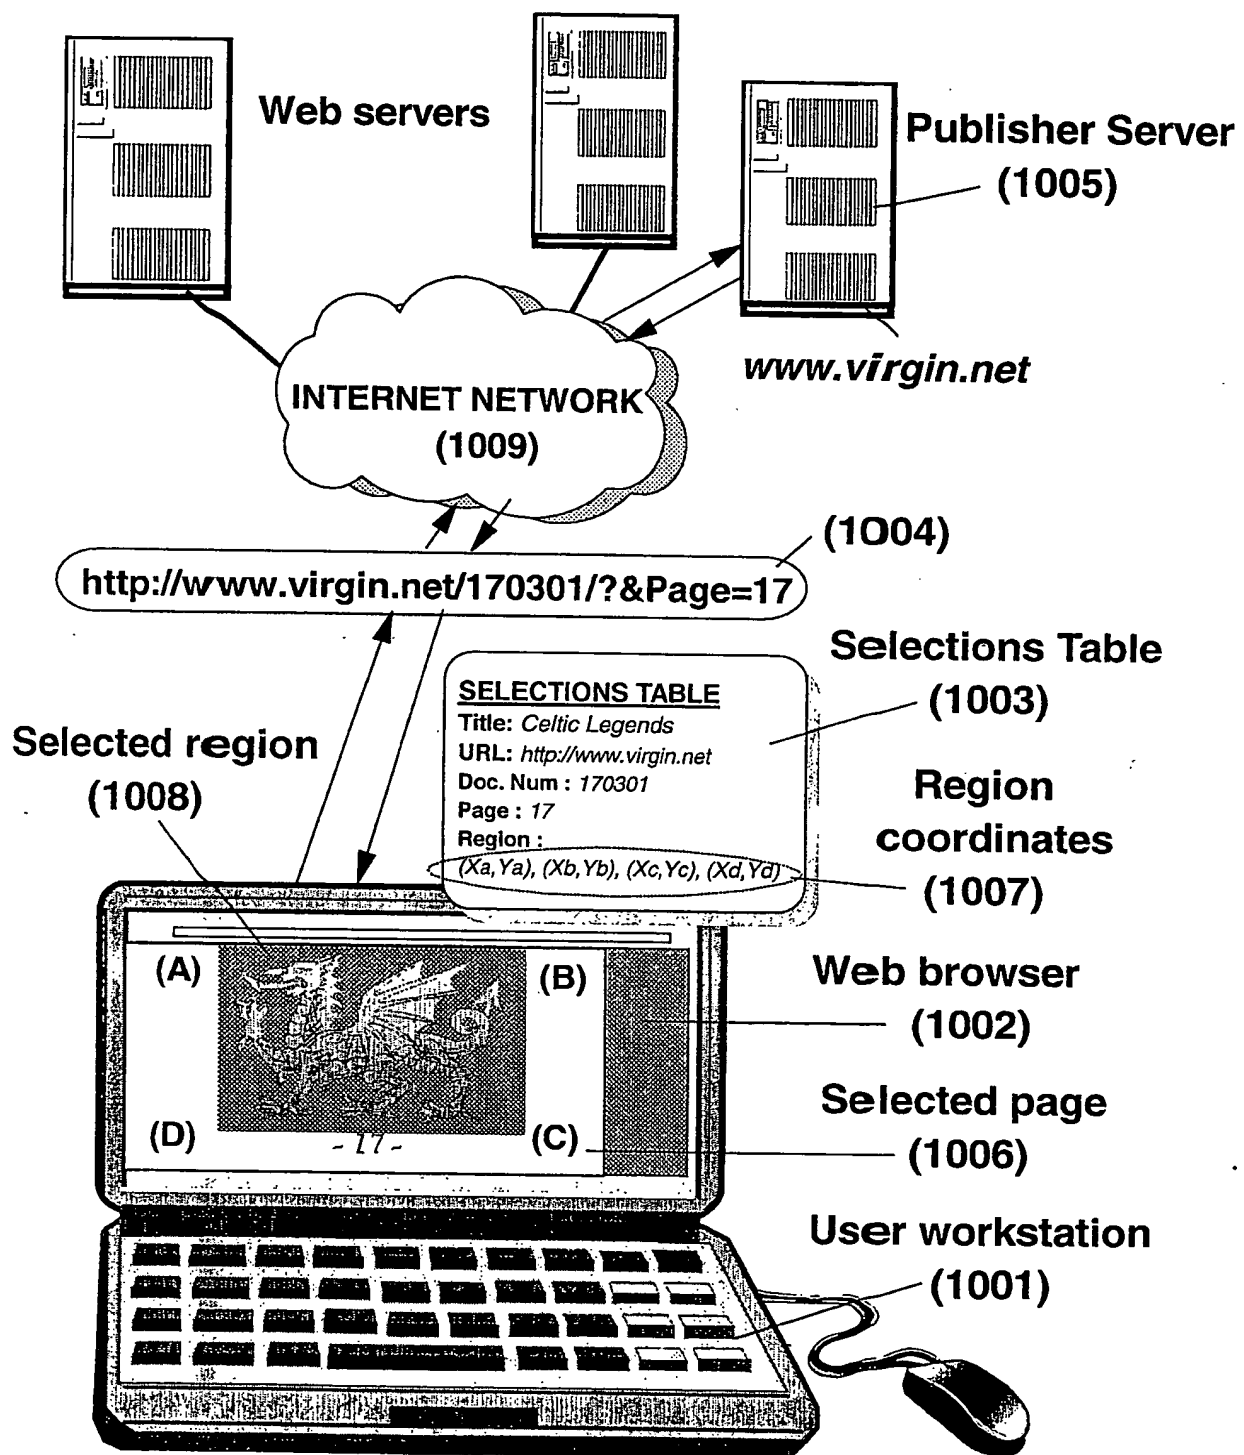 Web servers
Publisher Server
(1005)
www.virgin.net
INTERNET NETWORK
(1009)
(1004)
http://www.virgin.net/170301/?&Page=17
Selections Table
(1003)
SELECTIONS TABLE
Title: Celtic Legends
URL: http://www.virgin.net
Doc. Num : 170301
Page : 17
Region :
(Xa,Ya), (Xb,Yb), (Xc,Yc), (Xd,Yd)
Selected region
(1008)
Region
coordinates
(1007)
(A)
(B)
Web browser
(1002)
(D)
- 17 -
(C)
Selected page
(1006)
User workstation
(1001)